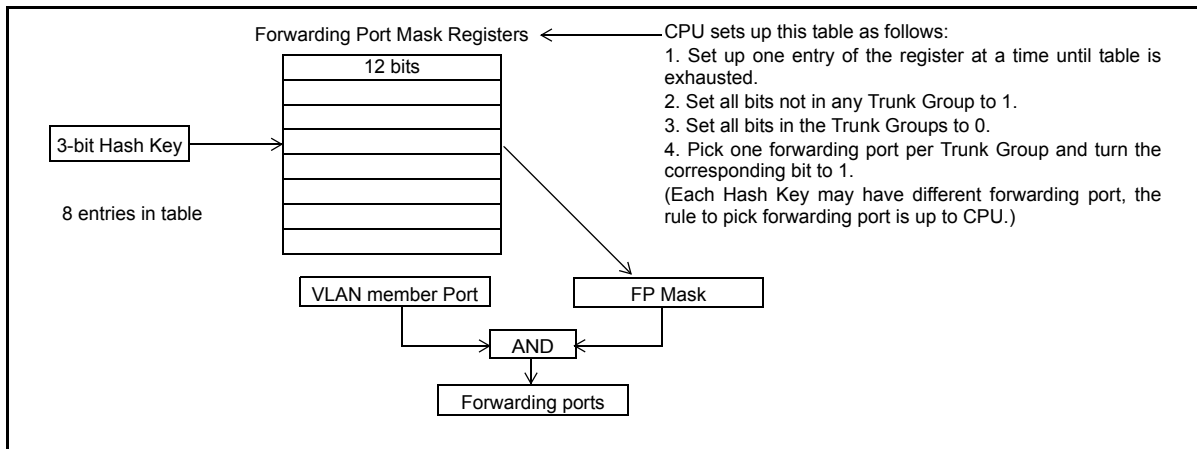 Forwarding Port Mask Registers
CPU sets up this table as follows:
1. Set up one entry of the register at a time until table is
exhausted.
2. Set all bits not in any Trunk Group to 1.
3. Set all bits in the Trunk Groups to 0.
4. Pick one forwarding port per Trunk Group and turn the
corresponding bit to 1.
(Each Hash Key may have different forwarding port, the
rule to pick forwarding port is up to CPU.)
12 bits
3-bit Hash Key
8 entries in table
VLAN member Port
FP Mask
AND
Forwarding ports